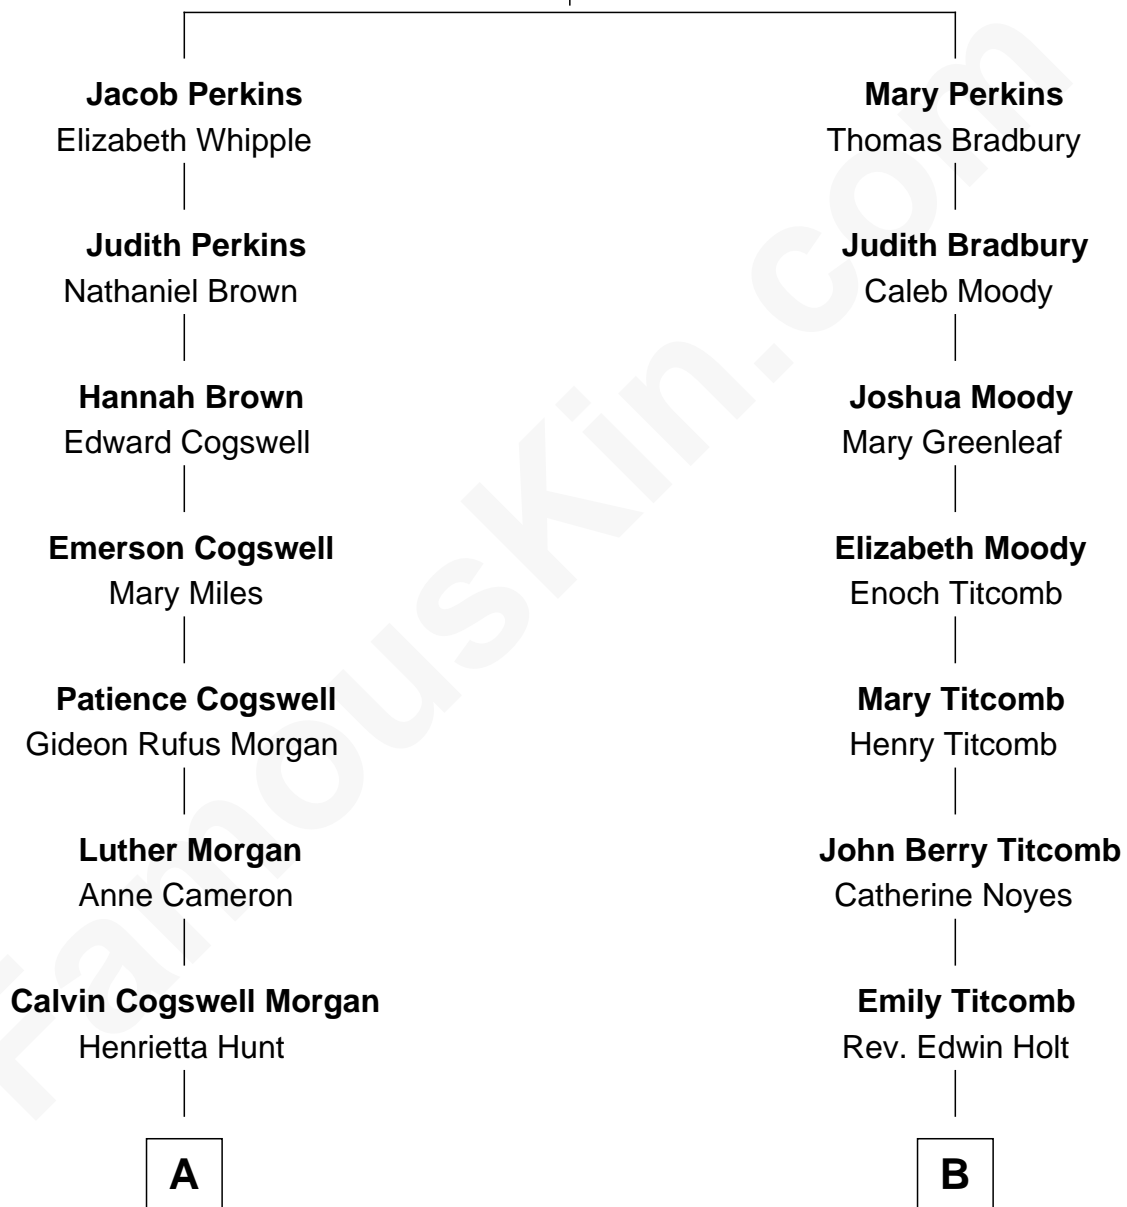 Jacob Perkins
Elizabeth Whipple
Judith Perkins
Nathaniel Brown
Hannah Brown
Edward Cogswell
Emerson Cogswell
Mary Miles
Patience Cogswell
Gideon Rufus Morgan
Luther Morgan
Anne Cameron
Calvin Cogswell Morgan
Henrietta Hunt
A
Mary Perkins
Thomas Bradbury
Judith Bradbury
Caleb Moody
Joshua Moody
Mary Greenleaf
Elizabeth Moody
Enoch Titcomb
Mary Titcomb
Henry Titcomb
John Berry Titcomb
Catherine Noyes
Emily Titcomb
Rev. Edwin Holt
B
FamousKin.com